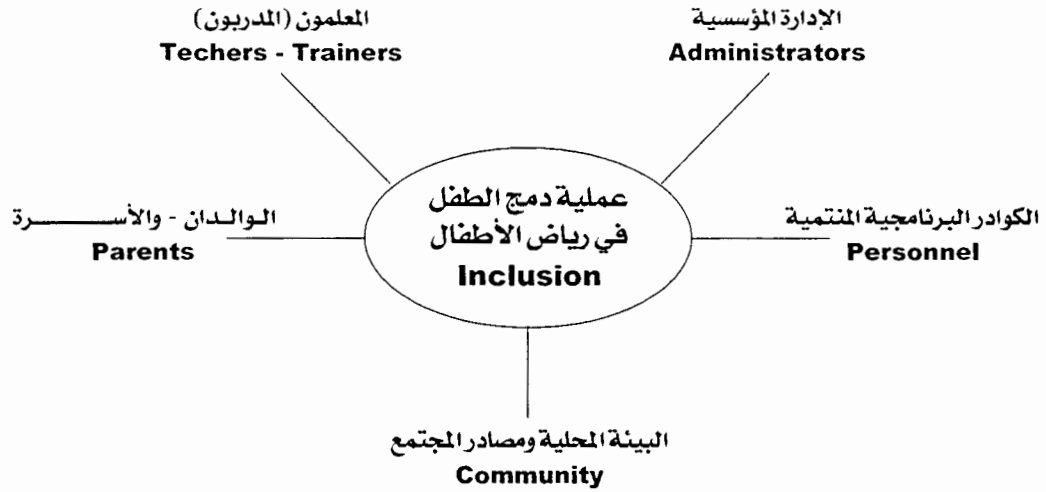 المعلمون (المدربون)
Techers - Trainers
الإدارة المؤسسية
Administrators
عملية دمج الطفل
في رياض الأطفال
Inclusion
الوالدان - والأســـــــرة
Parents
الكوادر البرنامجية المنتمية
Personnel
البيئة المحلية ومصادر المجتمع
Community